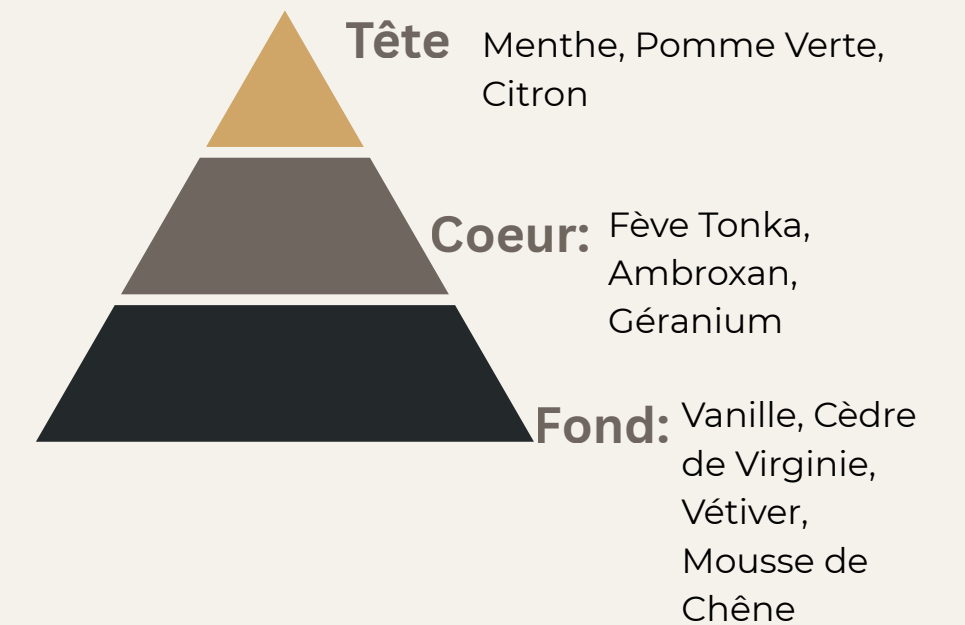 Tête
Menthe, Pomme Verte,
Citron
Coeur:
Fève Tonka,
Ambroxan,
Géranium
Fond:
Vanille, Cèdre
de Virginie,
Vétiver,
Mousse de
Chêne